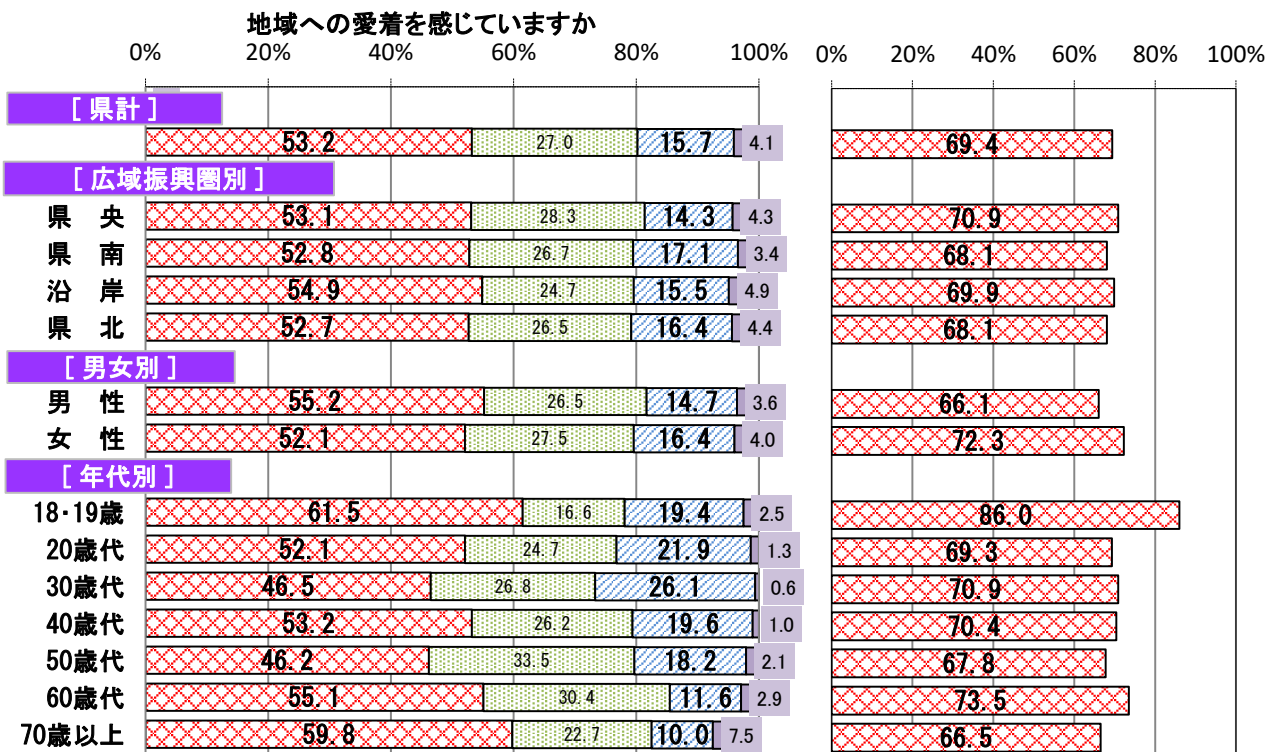 地域への愛着を感じていますか
0% 20% 40% 60% 80% 100% 0% 20% 40% 60% 80% 100%
[ 県計 ]
53.2 27.0 15.7 4.1 69.4
[ 広域振興圏別 ]
県 央 53.1 28.3 14.3 4.3 70.9
県 南 52.8 26.7 17.1 3.4 68.1
沿 岸 54.9 24.7 15.5 4.9 69.9
県 北 52.7 26.5 16.4 4.4 68.1
[ 男女別 ]
男 性 55.2 26.5 14.7 3.6 66.1
女 性 52.1 27.5 16.4 4.0 72.3
[ 年代別 ]
18･19歳 61.5 16.6 19.4 2.5 86.0
20歳代 52.1 24.7 21.9 1.3 69.3
30歳代 46.5 26.8 26.1 0.6 70.9
40歳代 53.2 26.2 19.6 1.0 70.4
50歳代 46.2 33.5 18.2 2.1 67.8
60歳代 55.1 30.4 11.6 2.9 73.5
70歳以上 59.8 22.7 10.0 7.5 66.5